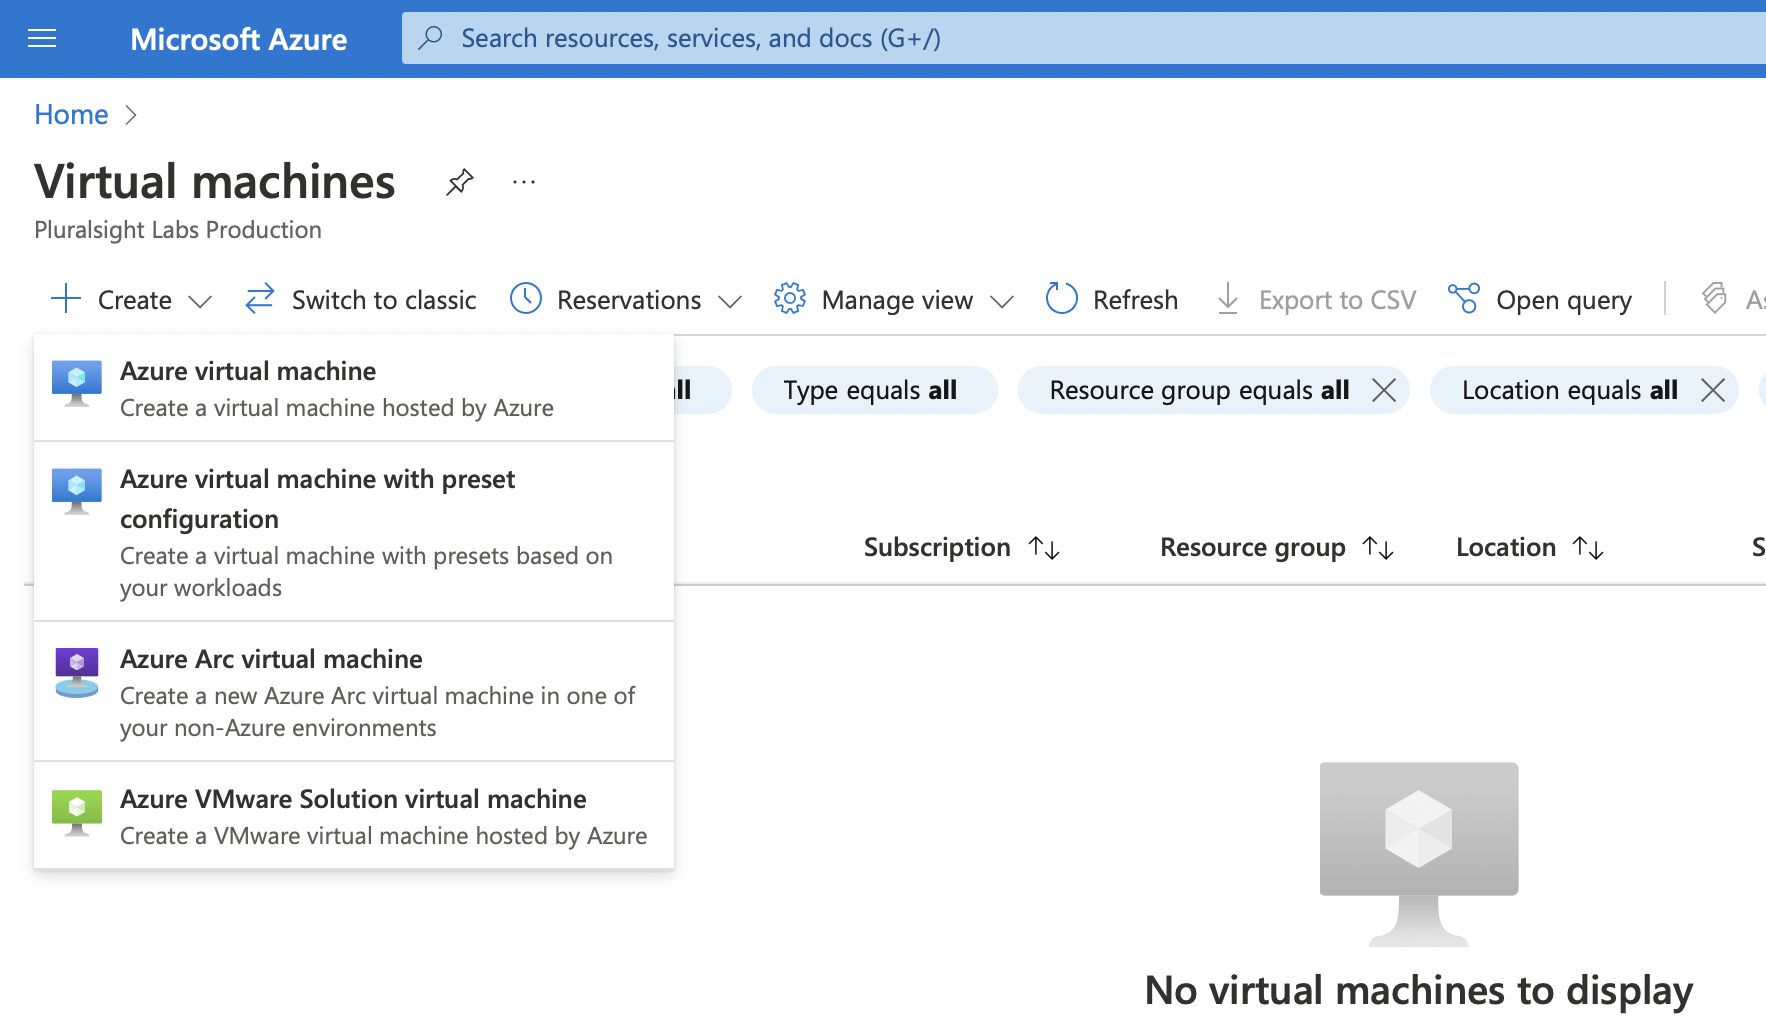 Microsoft Azure
Search resources, services, and docs (G+/)
Home
Virtual machines
Pluralsight Labs Production
Create
Switch to classic
Reservations
Manage view
Refresh
Export to CSV
Open query
Azure virtual machine
Create a virtual machine hosted by Azure
Azure virtual machine with preset
configuration
Create a virtual machine with presets based on
your workloads
Azure Arc virtual machine
Create a new Azure Arc virtual machine in one of
your non-Azure environments
Azure VMware Solution virtual machine
Create a VMware virtual machine hosted by Azure
Type equals all
Resource group equals all
Location equals all
Subscription
Resource group
Location
No virtual machines to display